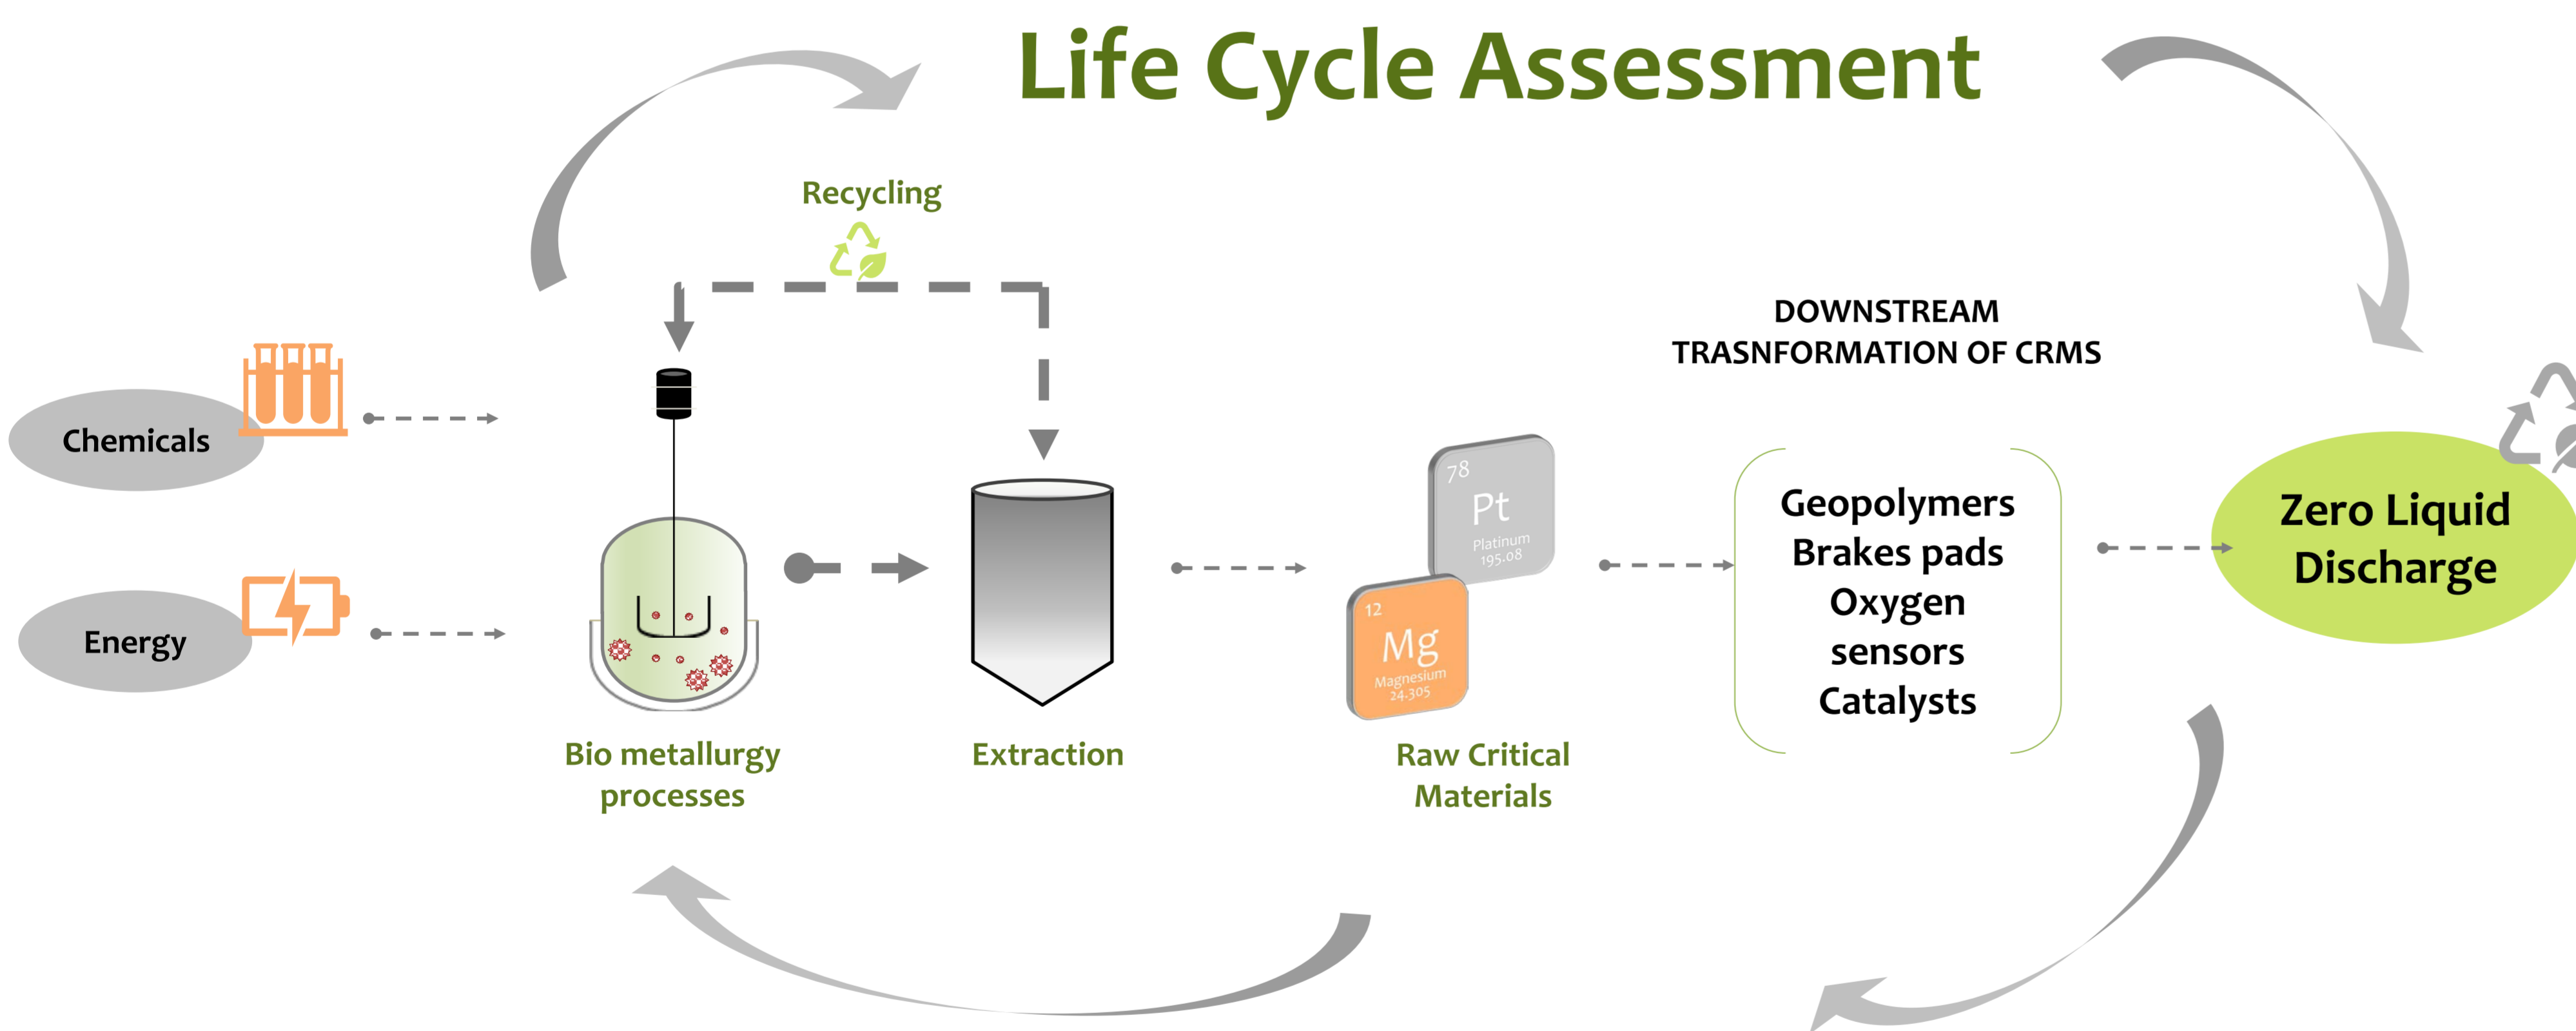 Life Cycle Assessment
Recycling
DOWNSTREAM
TRASNFORMATION OF CRMS
Chemicals
Energy
78
Pt
Platinum
195.08
12
Mg
Magnesium
24.305
Geopolymers
Brakes pads
Oxygen
sensors
Catalysts
Zero Liquid
Discharge
Bio metallurgy
processes
Extraction
Raw Critical
Materials